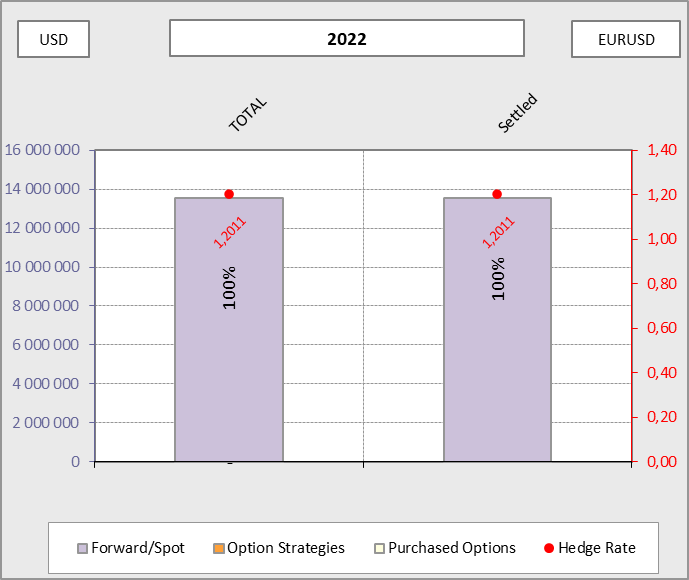 USD
2022
EURUSD
TOTAL
Settled
16 000 000
14 000 000
12 000 000
10 000 000
8 000 000
6 000 000
4 000 000
2 000 000
0
1,2011
100%
-
1,2011
100%
1,40
1,20
1,00
0,80
0,60
0,40
0,20
0,00
Forward/Spot
Option Strategies
Purchased Options
Hedge Rate